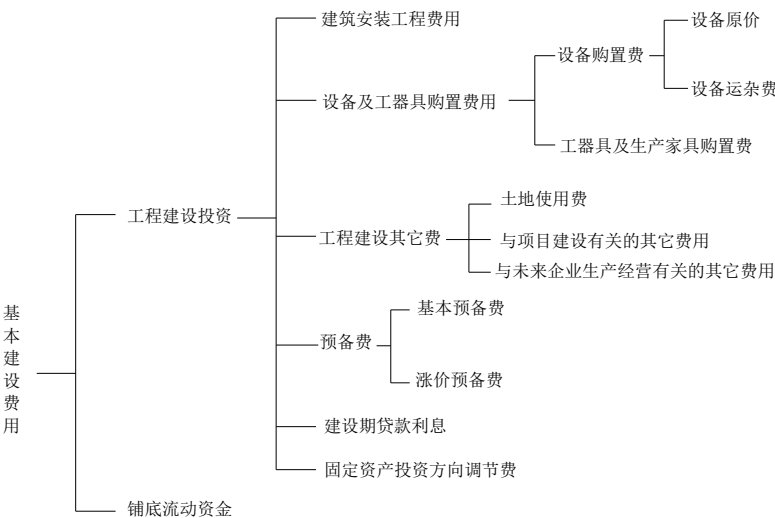 基本建设费用
工程建设投资
建筑安装工程费用
设备及工器具购置费用
设备购置费
设备原价
设备运杂费
工器具及生产家具购置费
工程建设其它费
土地使用费
与项目建设有关的其它费用
与未来企业生产经营有关的其它费用
预备费
基本预备费
涨价预备费
建设期贷款利息
固定资产投资方向调节费
铺底流动资金